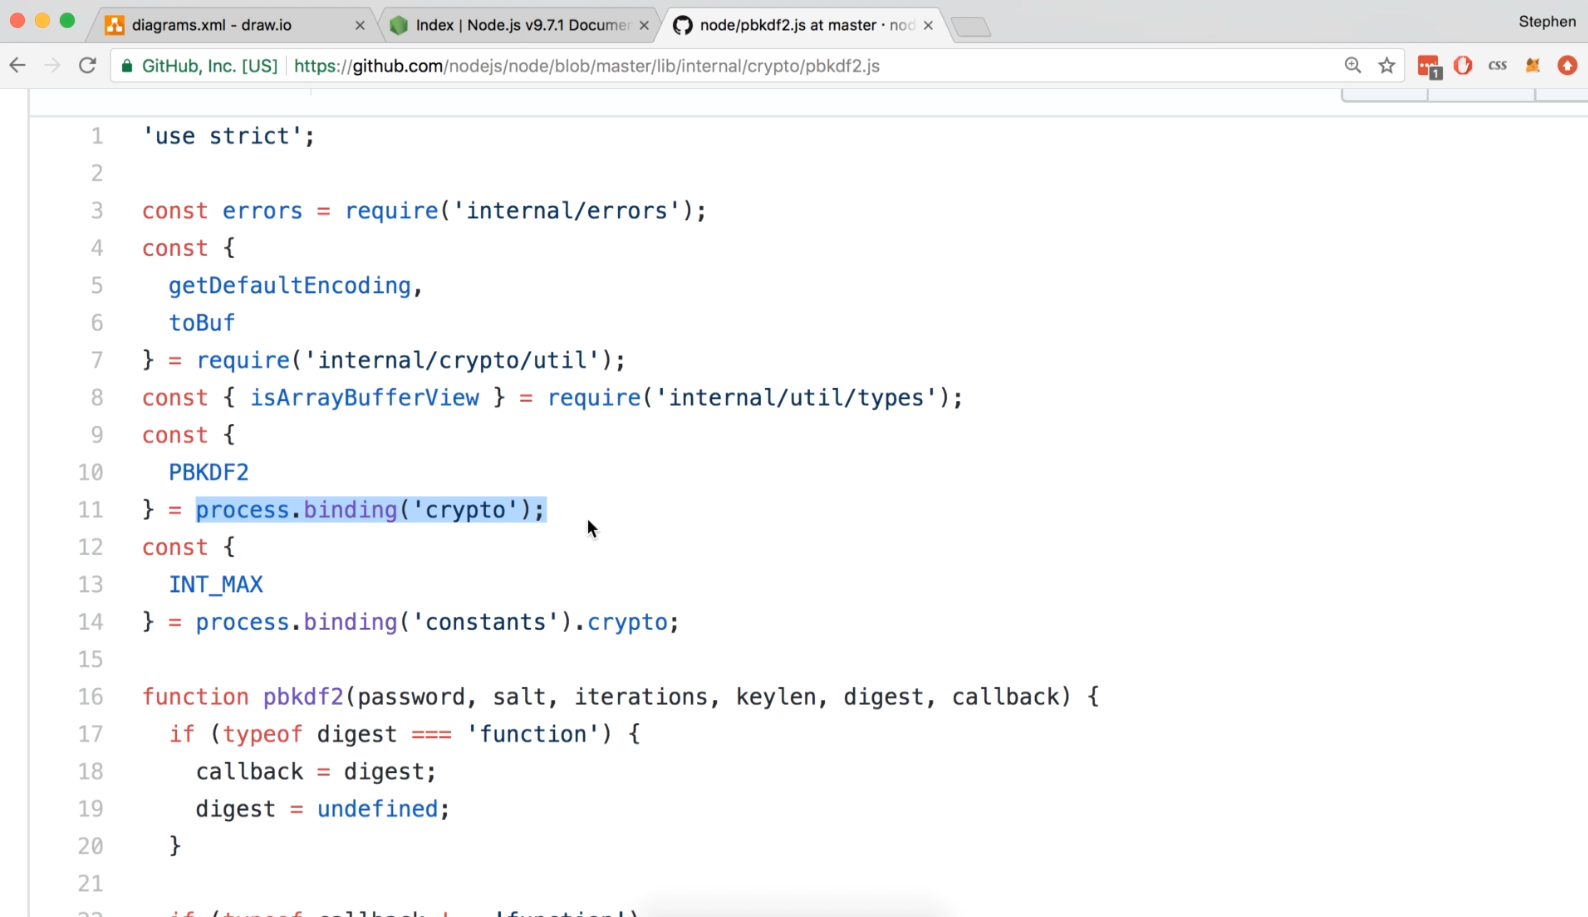 diagrams.xml - draw.io
Index | Node.js v9.7.1 Documen
node/pbkdf2.js at master · nod
Stephen
GitHub, Inc. [US]
https://github.com/nodejs/node/blob/master/lib/internal/crypto/pbkdf2.js
1
css
1 'use strict';
2
3 const errors = require('internal/errors');
4 const {
5 getDefaultEncoding,
6 toBuf
7 } = require('internal/crypto/util');
8 const { isArrayBufferView } = require('internal/util/types');
9 const {
10 PBKDF2
11 } = process.binding('crypto');
12 const {
13 INT_MAX
14 } = process.binding('constants').crypto;
15
16 function pbkdf2(password, salt, iterations, keylen, digest, callback) {
17 if (typeof digest === 'function') {
18 callback = digest;
19 digest = undefined;
20 }
21